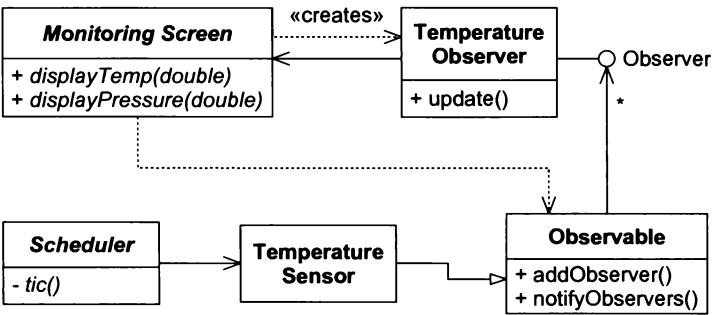 «creates»
Monitoring Screen
+ displayTemp(double)
+ displayPressure(double)
Temperature
Observer
+ update()
Observer
*
Scheduler
- tic()
Temperature
Sensor
Observable
+ addObserver()
+ notifyObservers()